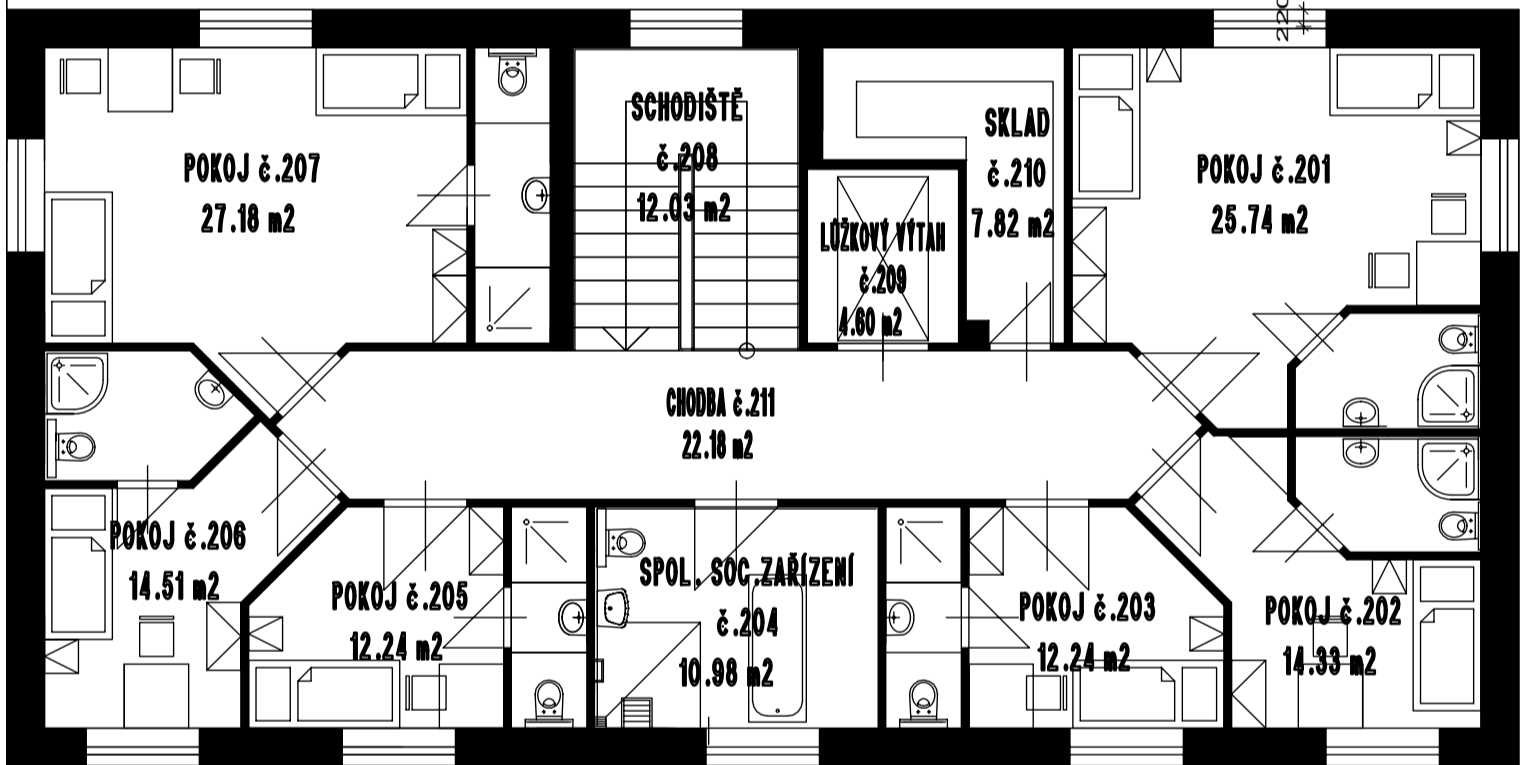 220
SCHODIŠTĚ
č.208
12.03 m2
SKLAD
č.210
7.82 m2
POKOJ č.207
27.18 m2
POKOJ č.201
25.74 m2
LŮŽKOVÝ VÝTAH
č.209
4.60 m2
CHODBA č.211
22.18 m2
POKOJ č.206
14.51 m2
POKOJ č.205
12.24 m2
SPOL. SOC.ZAŘÍZENÍ
č.204
10.98 m2
POKOJ č.203
12.24 m2
POKOJ č.202
14.33 m2